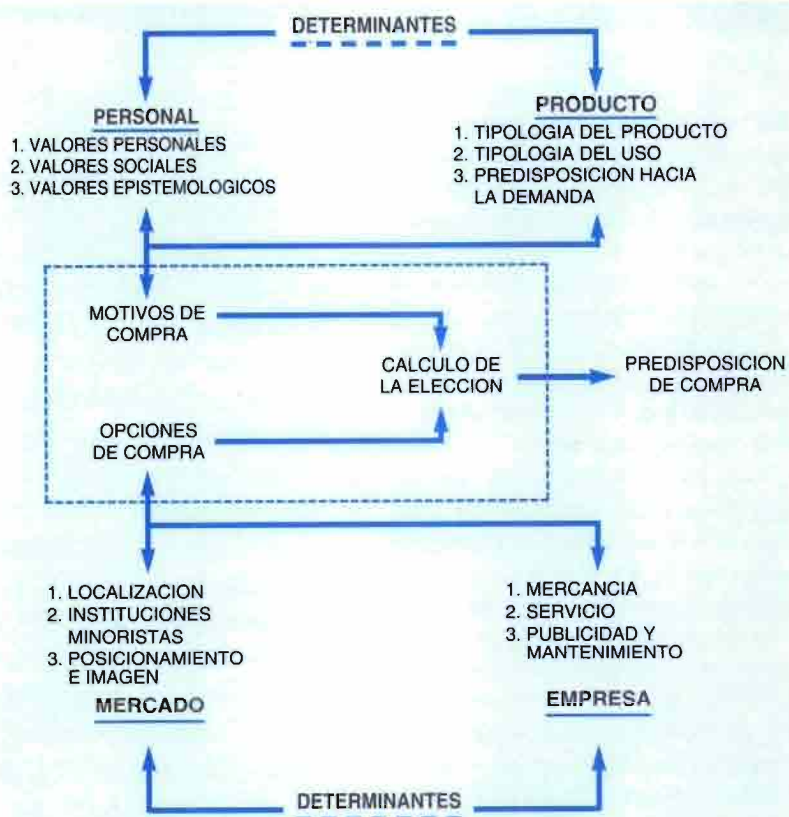 DETERMINANTES
PERSONAL
1. VALORES PERSONALES
2. VALORES SOCIALES
3. VALORES EPISTEMOLOGICOS
PRODUCTO
1. TIPOLOGIA DEL PRODUCTO
2. TIPOLOGIA DEL USO
3. PREDISPOSICION HACIA
LA DEMANDA
MOTIVOS DE
COMPRA
CALCULO DE
LA ELECCION
PREDISPOSICION
DE COMPRA
OPCIONES
DE COMPRA
1. LOCALIZACION
2. INSTITUCIONES
MINORISTAS
3. POSICIONAMIENTO
E IMAGEN
MERCADO
1. MERCANCIA
2. SERVICIO
3. PUBLICIDAD Y
MANTENIMIENTO
EMPRESA
DETERMINANTES